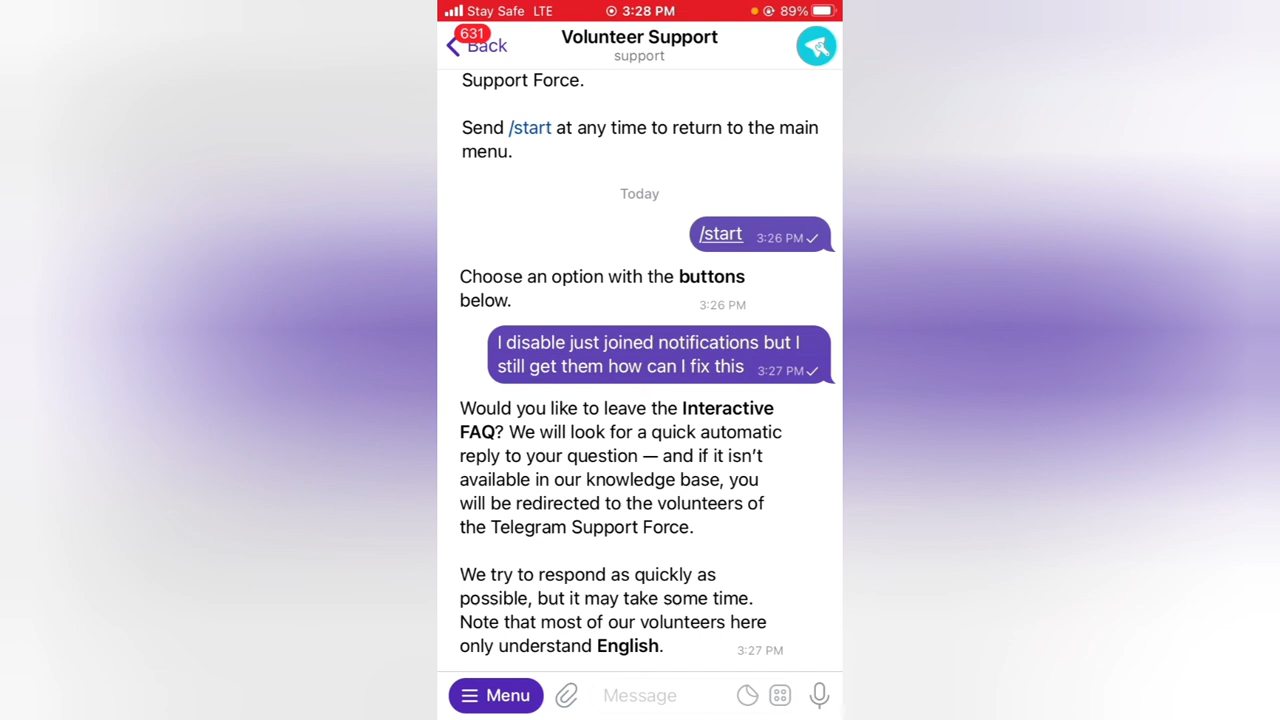 Stay Safe LTE 3:28 PM 89%
631
Back
Volunteer Support
support
Support Force.
Send /start at any time to return to the main
menu.
Today
/start 3:26 PM
Choose an option with the buttons
below. 3:26 PM
I disable just joined notifications but I
still get them how can I fix this 3:27 PM
Would you like to leave the Interactive
FAQ? We will look for a quick automatic
reply to your question — and if it isn’t
available in our knowledge base, you
will be redirected to the volunteers of
the Telegram Support Force.
We try to respond as quickly as
possible, but it may take some time.
Note that most of our volunteers here
only understand English. 3:27 PM
Menu Message